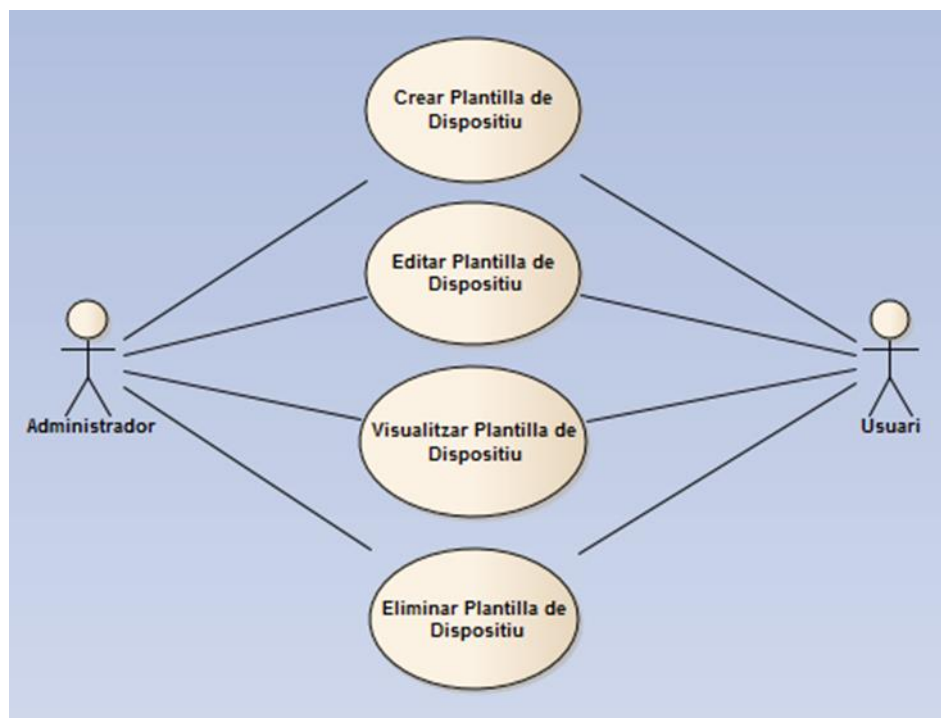 Crear Plantilla de
Dispositiu
Editar Plantilla de
Dispositiu
Administrador
Usuari
Visualitzar Plantilla de
Dispositiu
Eliminar Plantilla de
Dispositiu